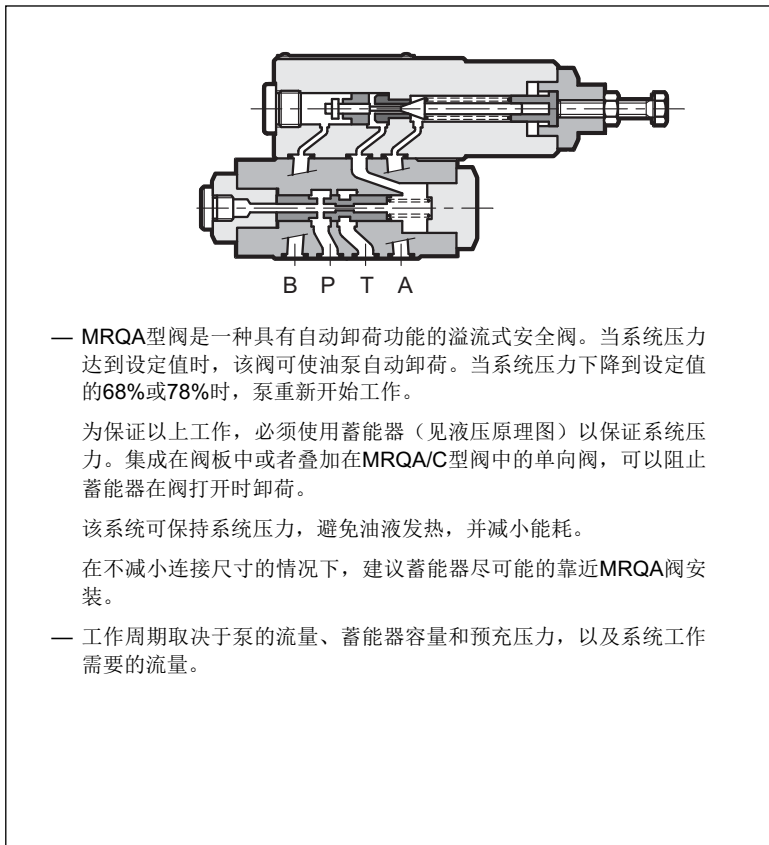 B P T A
— MRQA型阀是一种具有自动卸荷功能的溢流式安全阀。当系统压力
达到设定值时，该阀可使油泵自动卸荷。当系统压力下降到设定值
的68%或78%时，泵重新开始工作。
为保证以上工作，必须使用蓄能器（见液压原理图）以保证系统压
力。集成在阀板中或者叠加在MRQA/C型阀中的单向阀，可以阻止
蓄能器在阀打开时卸荷。
该系统可保持系统压力，避免油液发热，并减小能耗。
在不减小连接尺寸的情况下，建议蓄能器尽可能的靠近MRQA阀安
装。
— 工作周期取决于泵的流量、蓄能器容量和预充压力，以及系统工作
需要的流量。